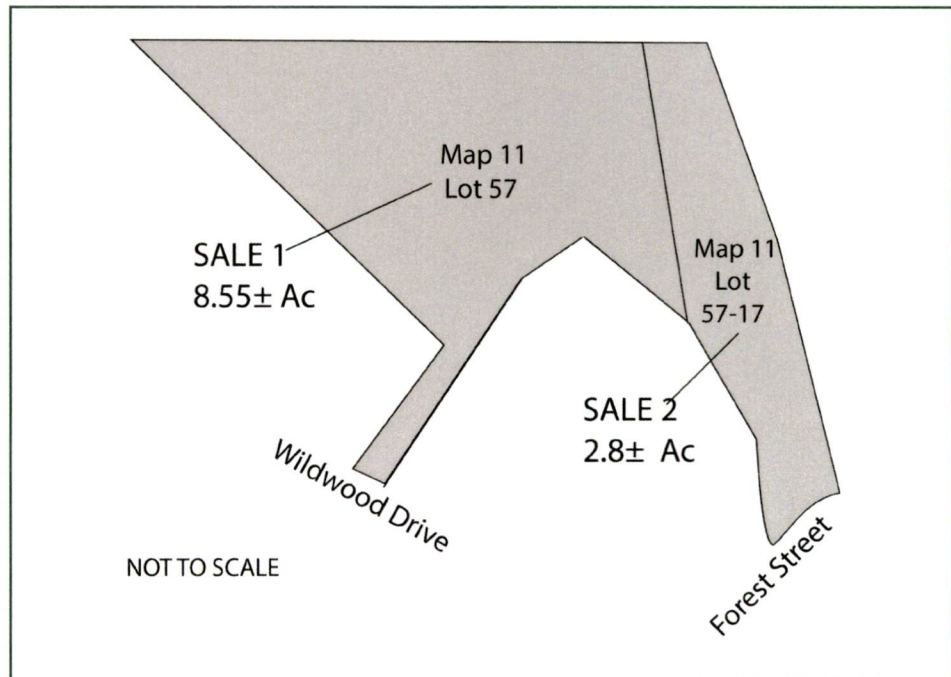 Map 11
Lot 57
SALE 1
8.55± Ac
Map 11
Lot
57-17
SALE 2
2.8± Ac
Wildwood Drive
Forest Street
NOT TO SCALE